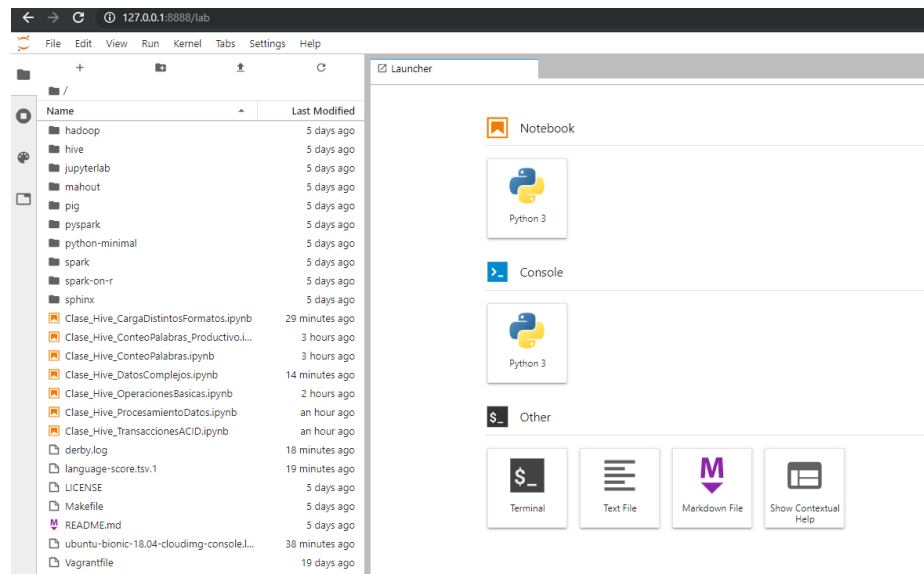 127.0.0.1:8888/lab
File Edit View Run Kernel Tabs Settings Help
Launcher
/
Name Last Modified
hadoop 5 days ago
hive 5 days ago
jupyterlab 5 days ago
mahout 5 days ago
pig 5 days ago
pyspark 5 days ago
python-minimal 5 days ago
spark 5 days ago
spark-on-r 5 days ago
sphinx 5 days ago
Clase_Hive_CargaDistintosFormatos.ipynb 29 minutes ago
Clase_Hive_ConteoPalabras_Productivo.i... 3 hours ago
Clase_Hive_ConteoPalabras.ipynb 3 hours ago
Clase_Hive_DatosComplejos.ipynb 14 minutes ago
Clase_Hive_OperacionesBasicas.ipynb 2 hours ago
Clase_Hive_ProcesamientoDatos.ipynb an hour ago
Clase_Hive_TransaccionesACID.ipynb an hour ago
derby.log 18 minutes ago
language-score.tsv.1 19 minutes ago
LICENSE 5 days ago
Makefile 5 days ago
README.md 5 days ago
ubuntu-bionic-18.04-cloudimg-console.l... 38 minutes ago
Vagrantfile 19 days ago
Notebook
Python 3
Console
Python 3
$_ Other
$_
M
Terminal Text File Markdown File Show Contextual
Help